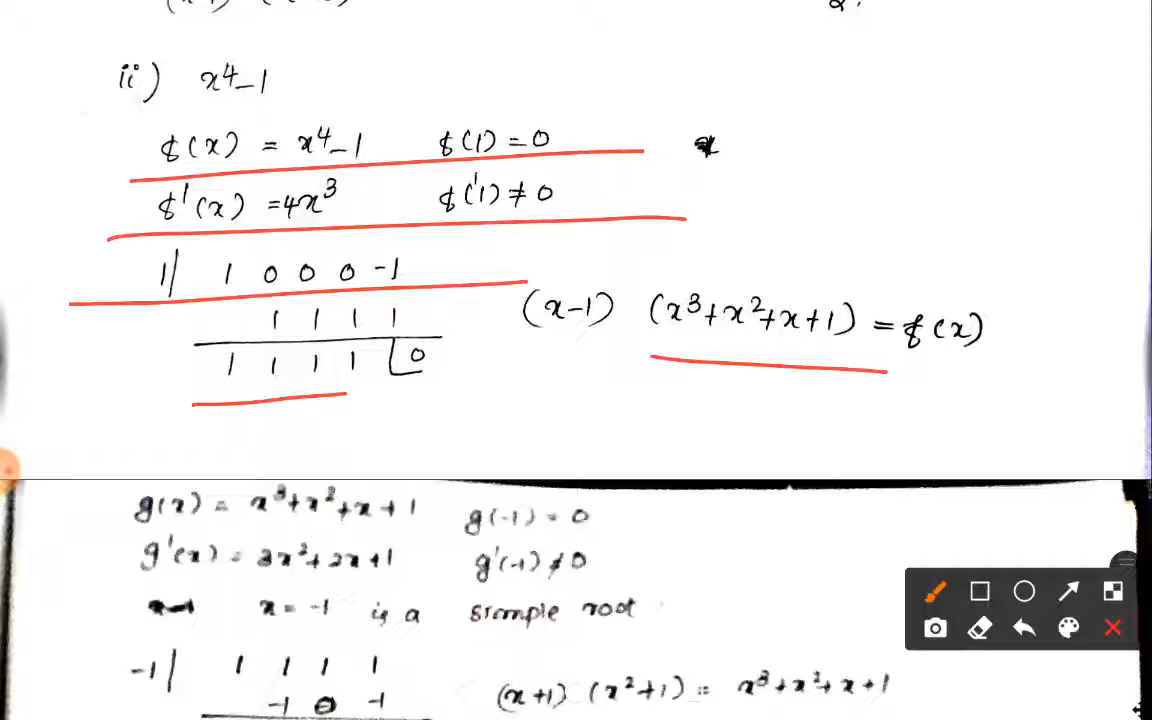 ii) x⁴-1
f(x) = x⁴-1 f(1) = 0
f'(x) = 4x³ f'(1) ≠ 0
1| 1 0 0 0 -1
1 1 1 1
1 1 1 1 |0
(x-1) (x³+x²+x+1) = f(x)
g(x) = x³+x²+x+1 g(-1) = 0
g'(x) = 3x²+2x+1 g'(-1) ≠ 0
x = -1 is a simple root
-1| 1 1 1 1
-1 0 -1
(x+1) (x²+1) = x³+x²+x+1